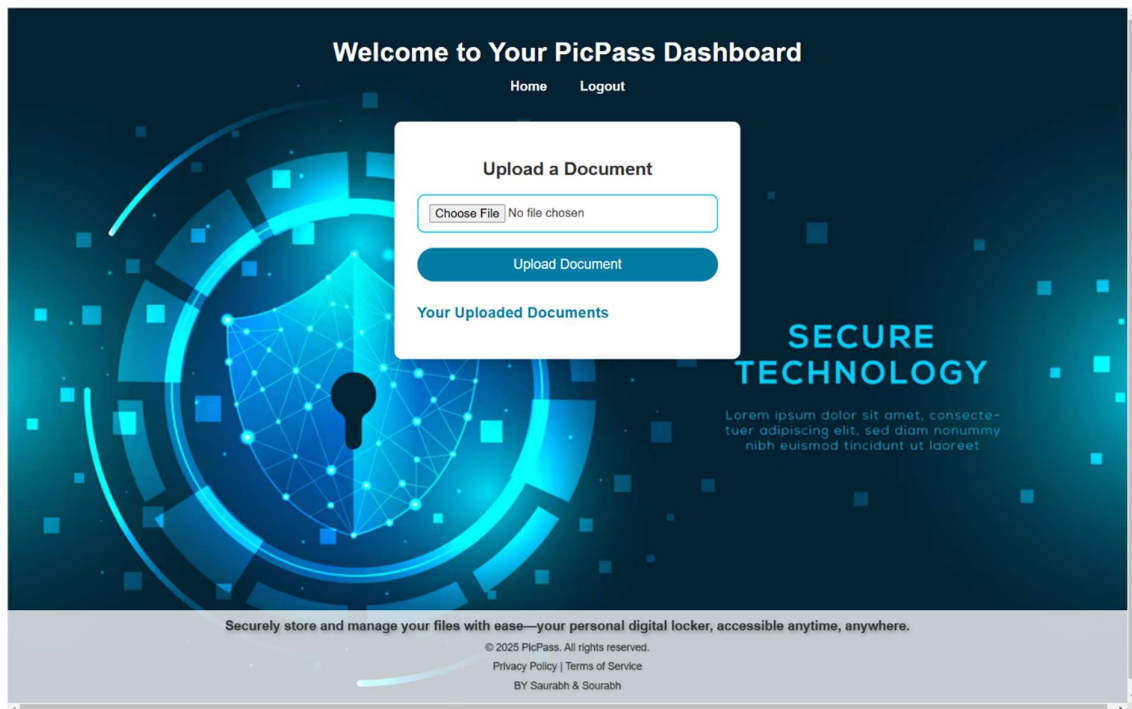 Welcome to Your PicPass Dashboard
Home Logout
Upload a Document
Choose File No file chosen
Upload Document
Your Uploaded Documents
SECURE
TECHNOLOGY
Lorem ipsum dolor sit amet, consecte-
tuer adipiscing elit, sed diam nonummy
nibh euismod tincidunt ut laoreet
Securely store and manage your files with ease—your personal digital locker, accessible anytime, anywhere.
© 2025 PicPass. All rights reserved.
Privacy Policy | Terms of Service
BY Saurabh & Sourabh